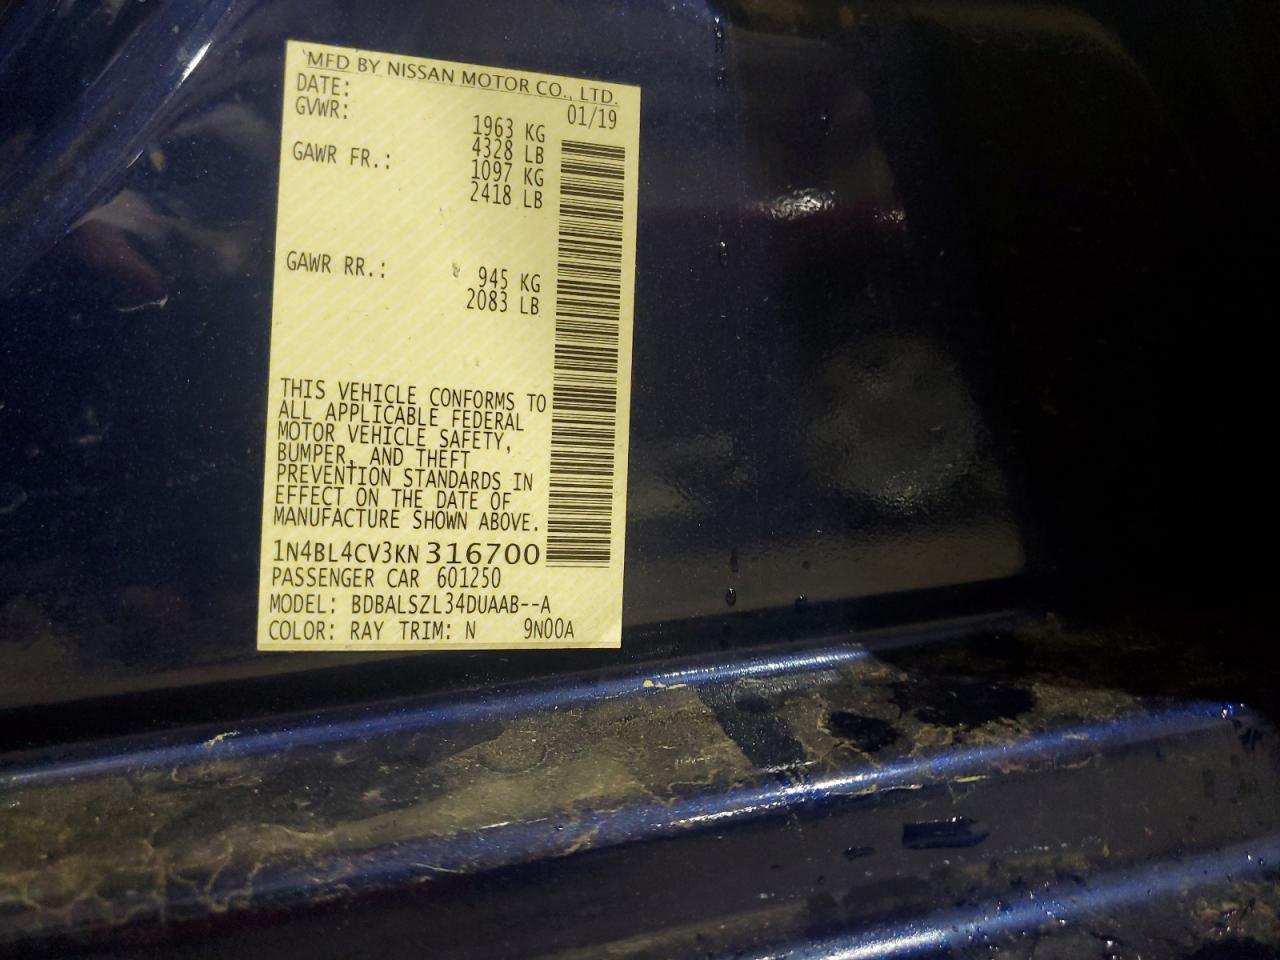 MFD BY NISSAN MOTOR CO., LTD.
DATE: 01/19
GVWR: 1963 KG
4328 LB
GAWR FR.: 1097 KG
2418 LB
GAWR RR.: 945 KG
2083 LB
THIS VEHICLE CONFORMS TO
ALL APPLICABLE FEDERAL
MOTOR VEHICLE SAFETY,
BUMPER, AND THEFT
PREVENTION STANDARDS IN
EFFECT ON THE DATE OF
MANUFACTURE SHOWN ABOVE.
1N4BL4CV3KN316700
PASSENGER CAR 601250
MODEL: BDBALSZL34DUAAB--A
COLOR: RAY TRIM: N 9N00A